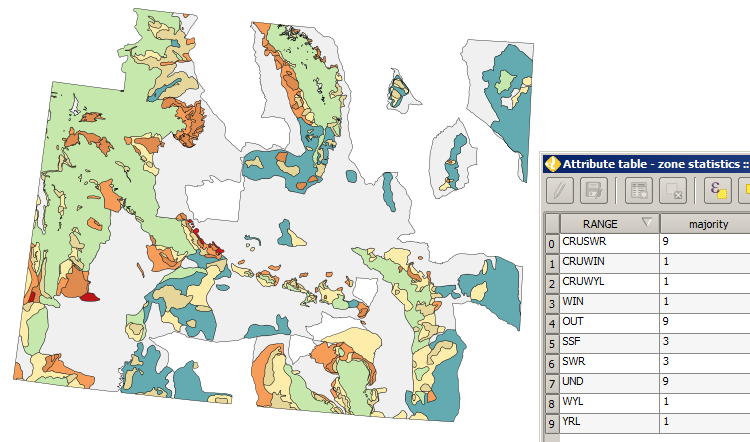 Attribute table - zone statistics ::
ε
RANGE majority
0 CRUSWR 9
1 CRUWIN 1
2 CRUWYL 1
3 WIN 1
4 OUT 9
5 SSF 3
6 SWR 3
7 UND 9
8 WYL 1
9 YRL 1